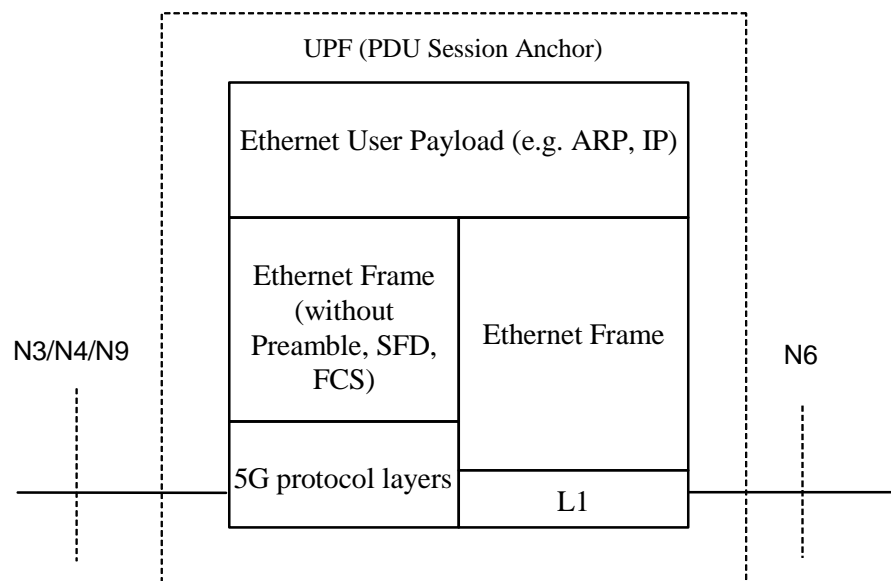 UPF (PDU Session Anchor)
Ethernet User Payload (e.g. ARP, IP)
Ethernet Frame
(without
Preamble, SFD,
FCS)
Ethernet Frame
N3/N4/N9
N6
5G protocol layers
L1